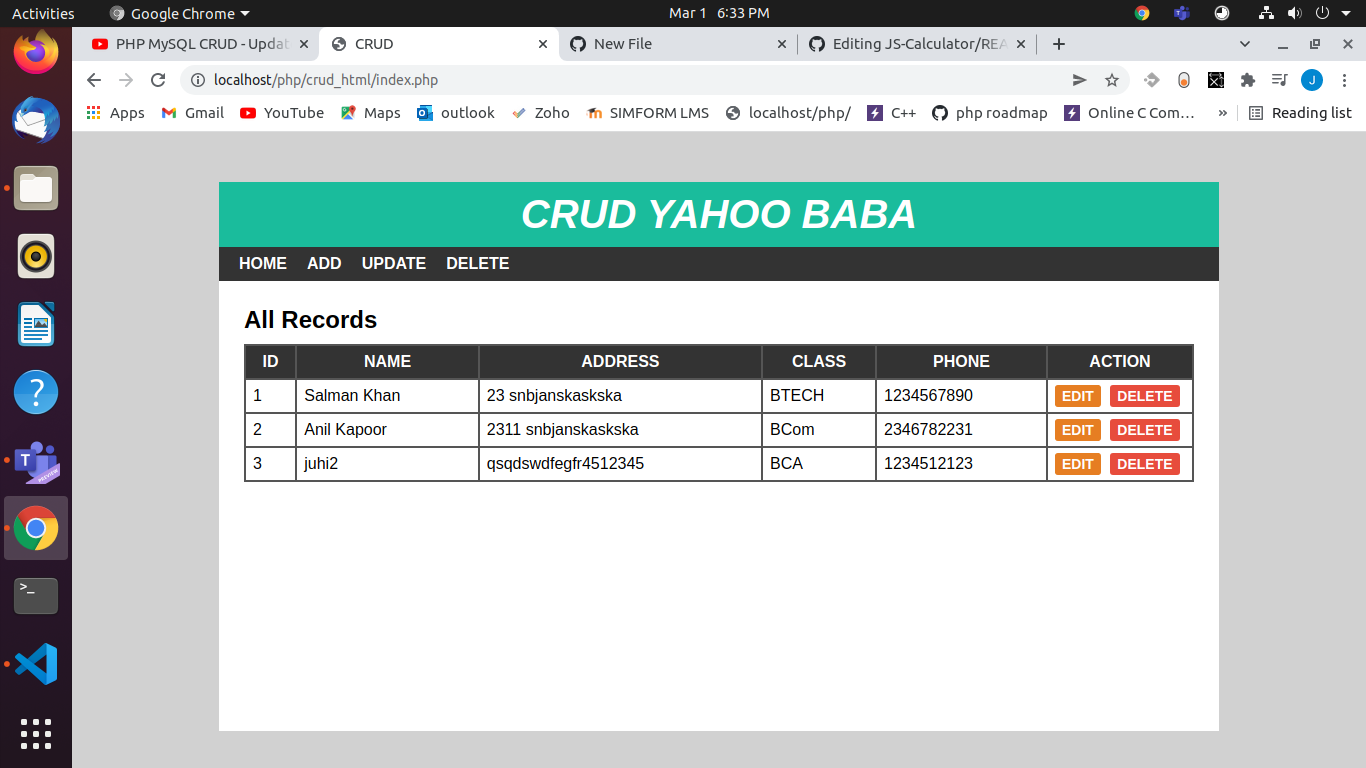 Activities Google Chrome Mar 1 6:33 PM
PHP MySQL CRUD - Updat CRUD New File Editing JS-Calculator/REA
localhost/php/crud_html/index.php J
Apps Gmail YouTube Maps outlook Zoho SIMFORM LMS localhost/php/ C++ php roadmap Online C Com… » Reading list
CRUD YAHOO BABA
HOME ADD UPDATE DELETE
All Records
ID NAME ADDRESS CLASS PHONE ACTION
1 Salman Khan 23 snbjanskaskska BTECH 1234567890 EDIT DELETE
2 Anil Kapoor 2311 snbjanskaskska BCom 2346782231 EDIT DELETE
3 juhi2 qsqdswdfegfr4512345 BCA 1234512123 EDIT DELETE
?
T
PREVIEW
>_